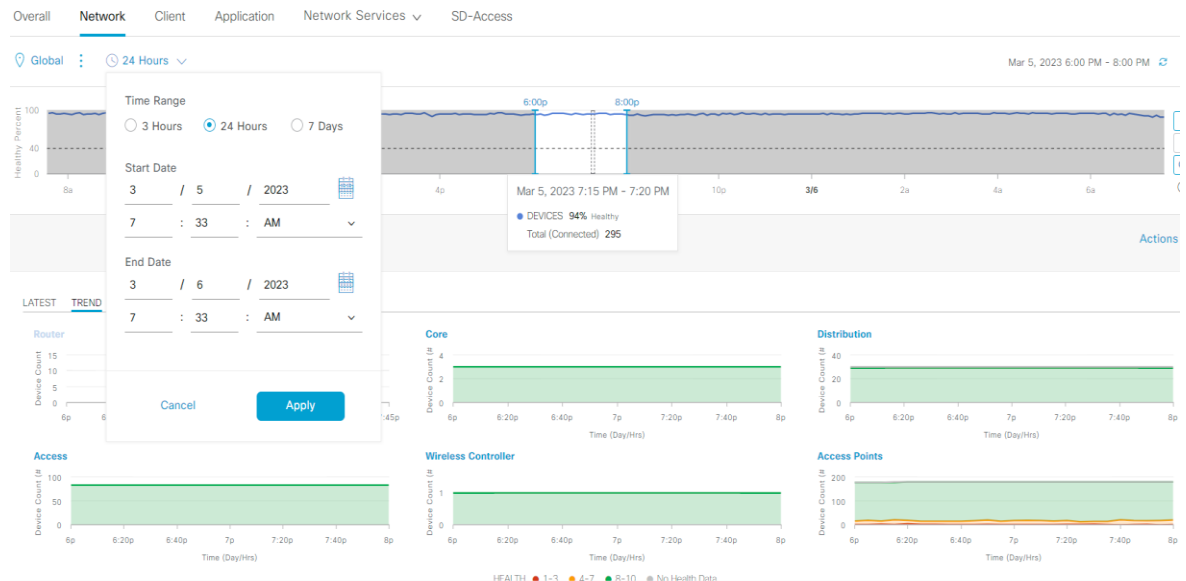 Overall Network Client Application Network Services SD-Access
Global 24 Hours Mar 5, 2023 6:00 PM - 8:00 PM
Time Range
3 Hours 24 Hours 7 Days
Start Date
3 / 5 / 2023
7 : 33 : AM
End Date
3 / 6 / 2023
7 : 33 : AM
Cancel Apply
Healthy Percent
100
40
0
6:00p 8:00p
8a 4p 10p 3/6 2a 4a 6a
Mar 5, 2023 7:15 PM - 7:20 PM
DEVICES 94% Healthy
Total (Connected) 295
Actions
LATEST TREND
Router
Device Count
15
10
5
0
6p 6 7:45p
Core
Device Count (#
4
2
0
6p 6:20p 6:40p 7p 7:20p 7:40p 8p
Time (Day/Hrs)
Distribution
Device Count (#
40
20
0
6p 6:20p 6:40p 7p 7:20p 7:40p 8p
Time (Day/Hrs)
Access
Device Count (#
100
50
0
6p 6:20p 6:40p 7p 7:20p 7:40p 8p
Time (Day/Hrs)
Wireless Controller
Device Count (#
1
0
6p 6:20p 6:40p 7p 7:20p 7:40p 8p
Time (Day/Hrs)
Access Points
Device Count (#
200
100
0
6p 6:20p 6:40p 7p 7:20p 7:40p 8p
Time (Day/Hrs)
HEALTH 1-3 4-7 8-10 No Health Data